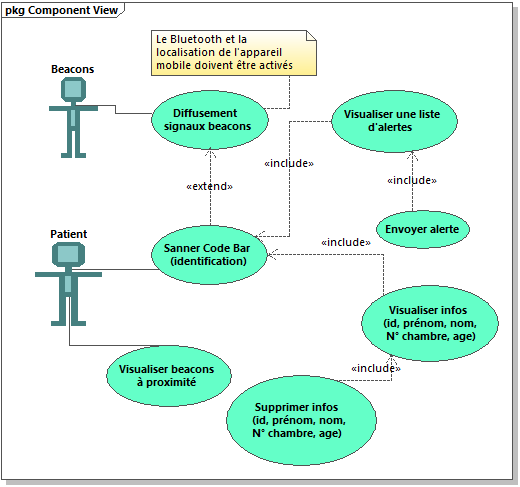 pkg Component View
Le Bluetooth et la
localisation de l'appareil
mobile doivent être activés
Beacons
Diffusement
signaux beacons
Visualiser une liste
d'alertes
«include»
«extend»
«include»
Patient
Sanner Code Bar
(identification)
Envoyer alerte
«include»
Visualiser infos
(id, prénom, nom,
N° chambre, age)
Visualiser beacons
à proximité
«include»
Supprimer infos
(id, prénom, nom,
N° chambre, age)